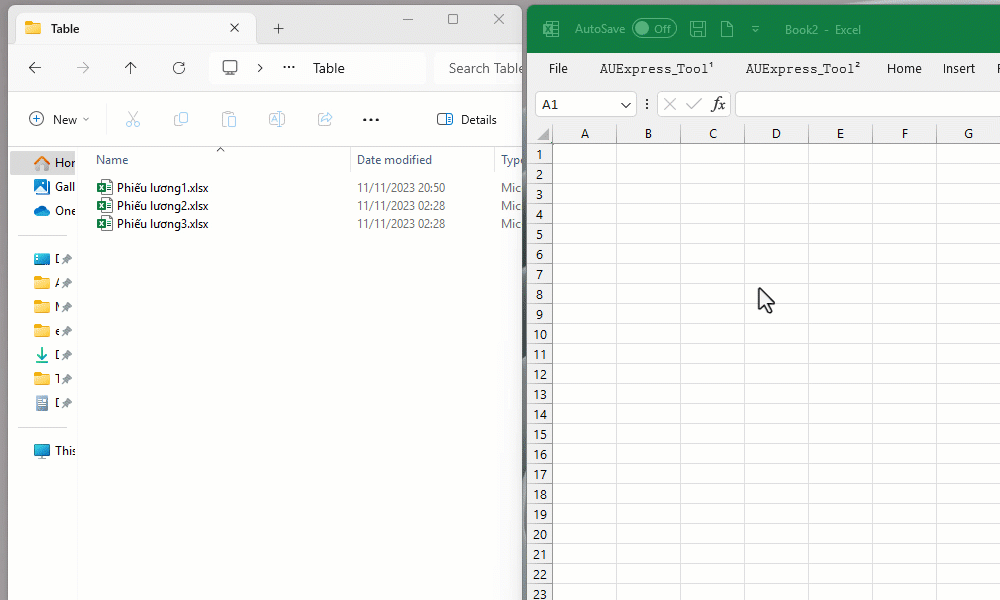 Table
Table
Search Table
New
Details
Name
Date modified
Type
Phiếu lương1.xlsx 11/11/2023 20:50 Mic
Phiếu lương2.xlsx 11/11/2023 02:28 Mic
Phiếu lương3.xlsx 11/11/2023 02:28 Mic
Hor
Gall
One
This
AutoSave Off Book2 - Excel
File AUExpress_Tool¹ AUExpress_Tool² Home Insert
A1 fx
A B C D E F G
1
2
3
4
5
6
7
8
9
10
11
12
13
14
15
16
17
18
19
20
21
22
23